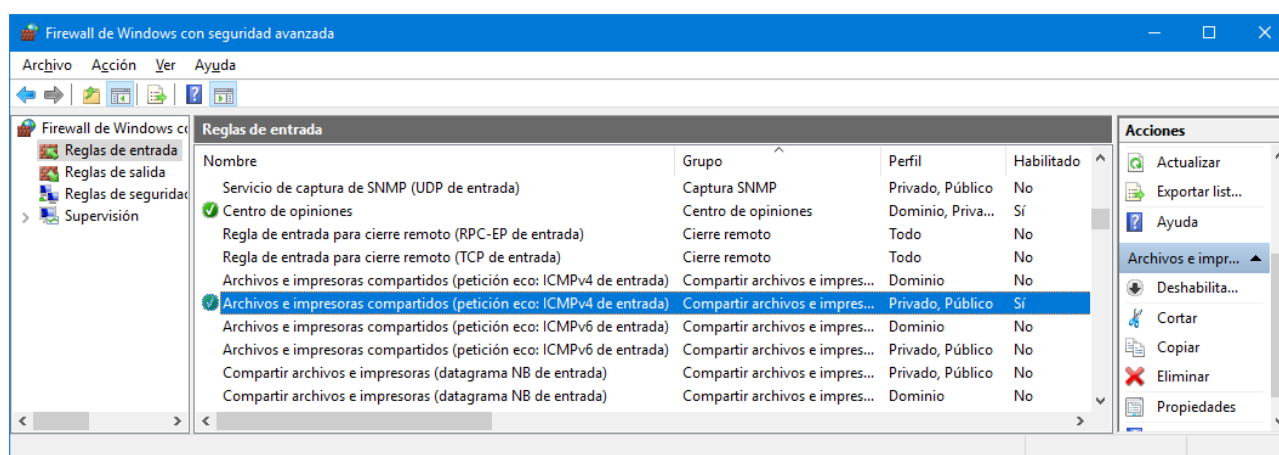 Firewall de Windows con seguridad avanzada
Archivo Acción Ver Ayuda
Firewall de Windows co
Reglas de entrada
Reglas de salida
Reglas de seguridad
Supervisión
Reglas de entrada
Nombre Grupo Perfil Habilitado
Servicio de captura de SNMP (UDP de entrada) Captura SNMP Privado, Público No
Centro de opiniones Centro de opiniones Dominio, Priva... Sí
Regla de entrada para cierre remoto (RPC-EP de entrada) Cierre remoto Todo No
Regla de entrada para cierre remoto (TCP de entrada) Cierre remoto Todo No
Archivos e impresoras compartidos (petición eco: ICMPv4 de entrada) Compartir archivos e impres... Dominio No
Archivos e impresoras compartidos (petición eco: ICMPv4 de entrada) Compartir archivos e impres... Privado, Público Sí
Archivos e impresoras compartidos (petición eco: ICMPv6 de entrada) Compartir archivos e impres... Dominio No
Archivos e impresoras compartidos (petición eco: ICMPv6 de entrada) Compartir archivos e impres... Privado, Público No
Compartir archivos e impresoras (datagrama NB de entrada) Compartir archivos e impres... Privado, Público No
Compartir archivos e impresoras (datagrama NB de entrada) Compartir archivos e impres... Dominio No
Acciones
Actualizar
Exportar list...
Ayuda
Archivos e impr...
Deshabilita...
Cortar
Copiar
Eliminar
Propiedades